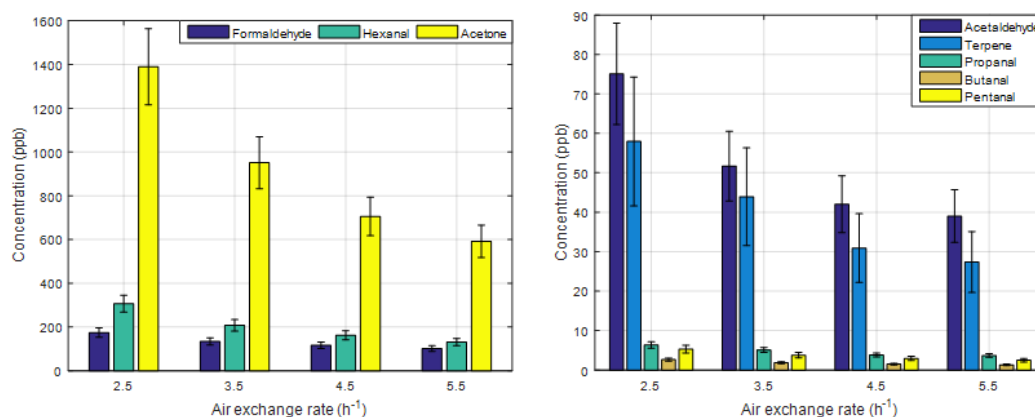 Formaldehyde Hexanal Acetone
Concentration (ppb)
1600
1400
1200
1000
800
600
400
200
0
2.5 3.5 4.5 5.5
Air exchange rate (h⁻¹)
Acetaldehyde
Terpene
Propanal
Butanal
Pentanal
Concentration (ppb)
90
80
70
60
50
40
30
20
10
0
2.5 3.5 4.5 5.5
Air exchange rate (h⁻¹)